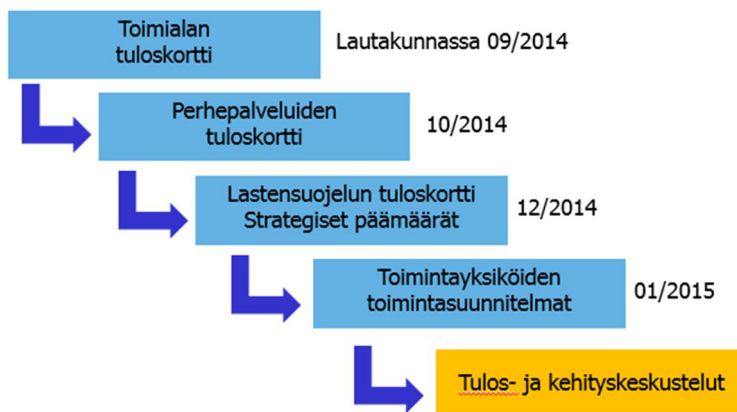 Toimialan
tuloskortti
Lautakunnassa 09/2014
Perhepalveluiden
tuloskortti
10/2014
Lastensuojelun tuloskortti
Strategiset päämäärät
12/2014
Toimintayksiköiden
toimintasuunnitelmat
01/2015
Tulos- ja kehityskeskustelut